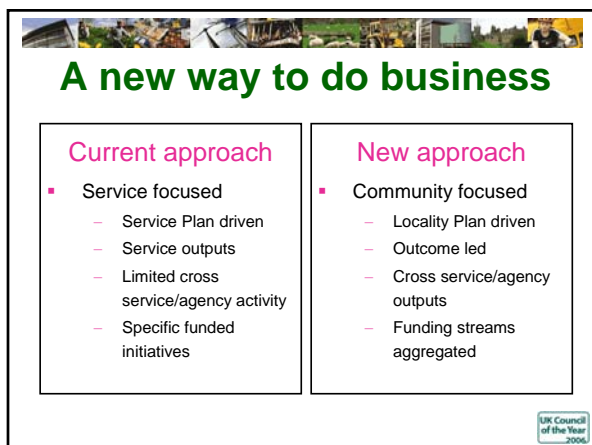 A new way to do business
Current approach
▪ Service focused
– Service Plan driven
– Service outputs
– Limited cross
service/agency activity
– Specific funded
initiatives
New approach
▪ Community focused
– Locality Plan driven
– Outcome led
– Cross service/agency
outputs
– Funding streams
aggregated
UK Council
of the Year
2006